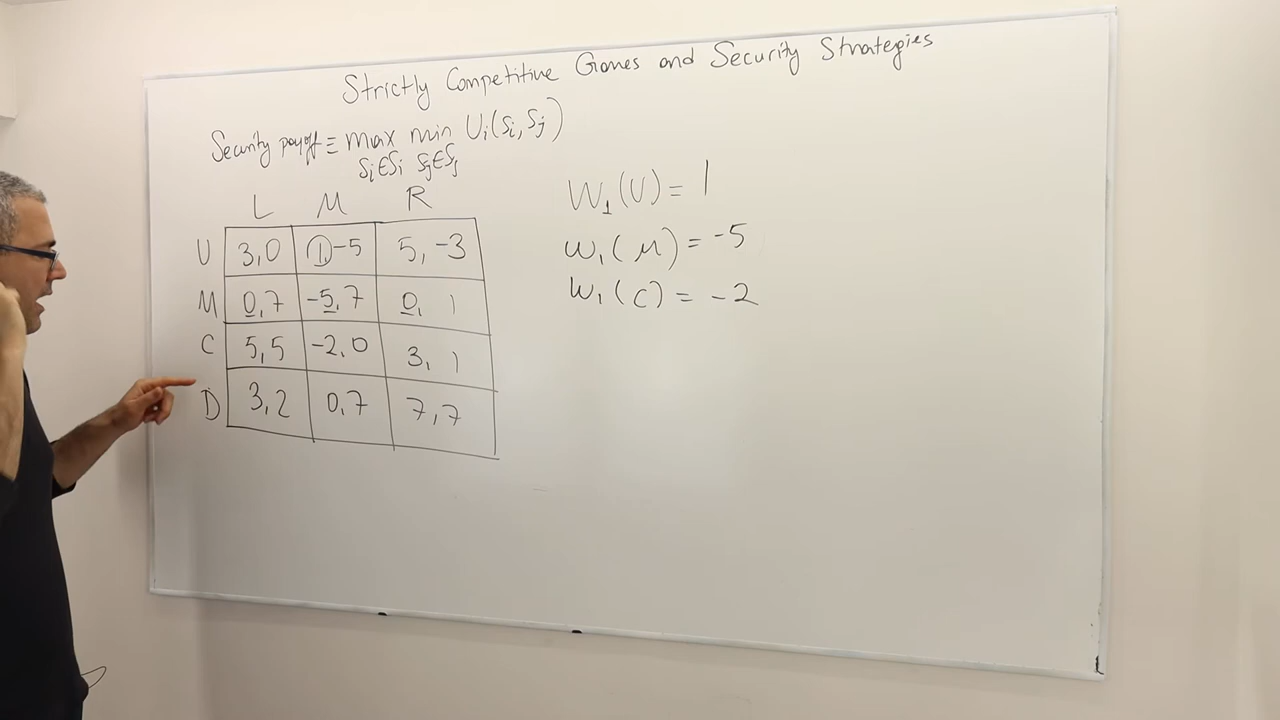 Strictly Competitive Games and Security Strategies
Security payoff ≡ max min Ui(si, sj)
si∈Si sj∈Sj
L M R
U 3,0 1,-5 5, -3
M 0,7 -5,7 0, 1
C 5,5 -2,0 3, 1
D 3,2 0,7 7,7
W1(U) = 1
W1(M) = -5
W1(C) = -2